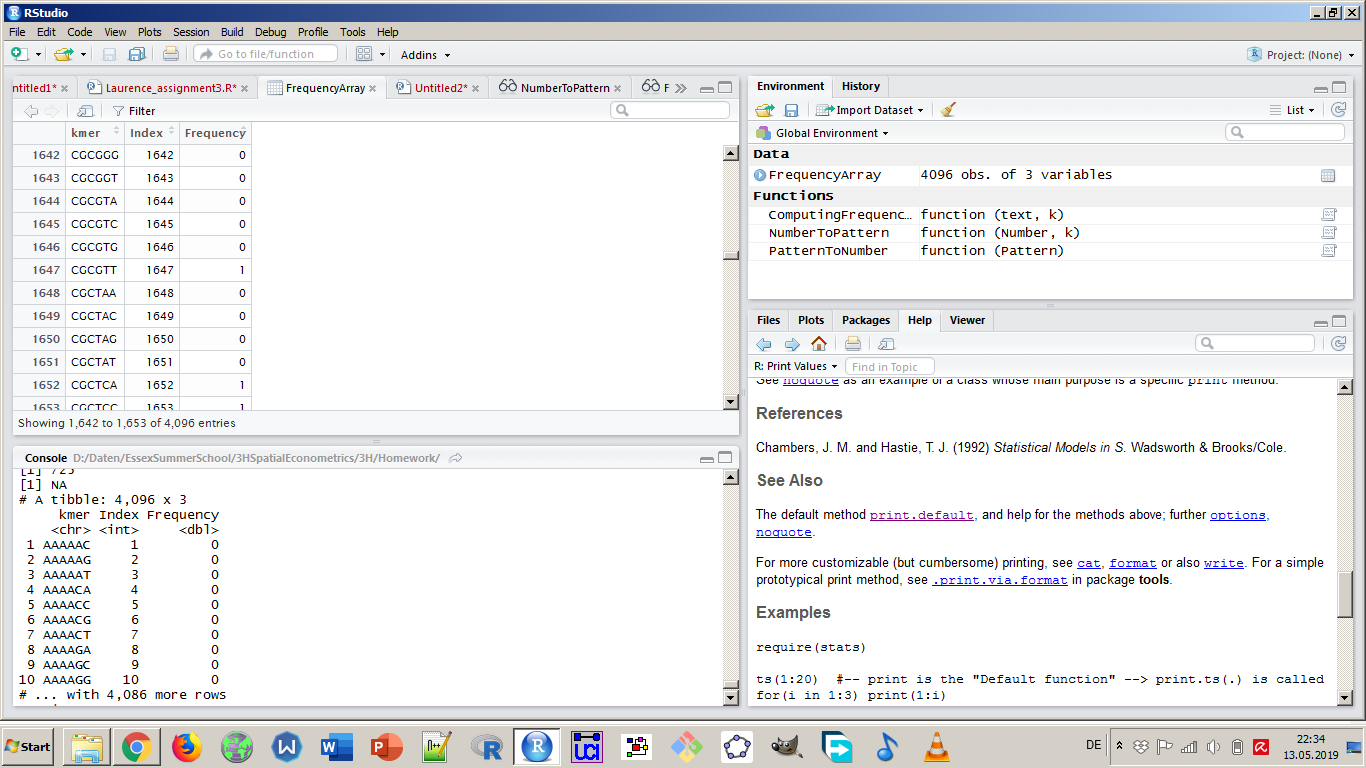 RStudio
File Edit Code View Plots Session Build Debug Profile Tools Help
Go to file/function Addins Project: (None)
ntitled1* Laurence_assignment3.R* FrequencyArray Untitled2* NumberToPattern F
Filter
kmer Index Frequency
1642 CGCGGG 1642 0
1643 CGCGGT 1643 0
1644 CGCGTA 1644 0
1645 CGCGTC 1645 0
1646 CGCGTG 1646 0
1647 CGCGTT 1647 1
1648 CGCTAA 1648 0
1649 CGCTAC 1649 0
1650 CGCTAG 1650 0
1651 CGCTAT 1651 0
1652 CGCTCA 1652 1
1653 CGCTCC 1653 1
Showing 1,642 to 1,653 of 4,096 entries
Console D:/Daten/EssexSummerSchool/3HSpatialEconometrics/3H/Homework/
[1] 725
[1] NA
# A tibble: 4,096 x 3
kmer Index Frequency
<chr> <int> <dbl>
1 AAAAAC 1 0
2 AAAAAG 2 0
3 AAAAAT 3 0
4 AAAACA 4 0
5 AAAACC 5 0
6 AAAACG 6 0
7 AAAACT 7 0
8 AAAAGA 8 0
9 AAAAGC 9 0
10 AAAAGG 10 0
# ... with 4,086 more rows
Environment History
Import Dataset List
Global Environment
Data
FrequencyArray 4096 obs. of 3 variables
Functions
ComputingFrequenc… function (text, k)
NumberToPattern function (Number, k)
PatternToNumber function (Pattern)
Files Plots Packages Help Viewer
R: Print Values Find in Topic
See noquote as an example of a class whose main purpose is a specific print method.
References
Chambers, J. M. and Hastie, T. J. (1992) Statistical Models in S. Wadsworth & Brooks/Cole.
See Also
The default method print.default, and help for the methods above; further options,
noquote.
For more customizable (but cumbersome) printing, see cat, format or also write. For a simple
prototypical print method, see .print.via.format in package tools.
Examples
require(stats)
ts(1:20) #-- print is the "Default function" --> print.ts(.) is called
for(i in 1:3) print(1:i)
Start DE 22:34
13.05.2019